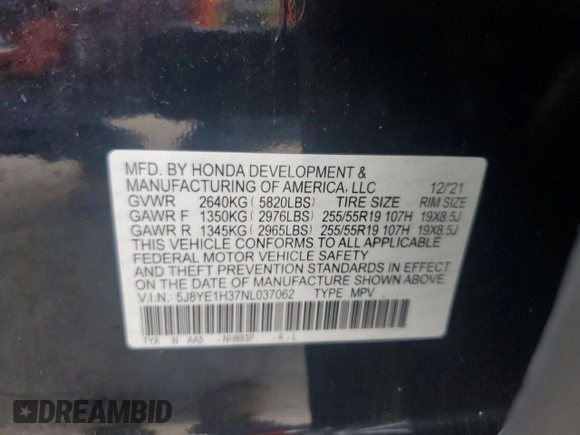 MFD. BY HONDA DEVELOPMENT &
MANUFACTURING OF AMERICA, LLC 12/'21
GVWR 2640KG ( 5820LBS) TIRE SIZE RIM SIZE
GAWR F 1350KG ( 2976LBS) 255/55R19 107H 19X8.5J
GAWR R 1345KG ( 2965LBS) 255/55R19 107H 19X8.5J
THIS VEHICLE CONFORMS TO ALL APPLICABLE
FEDERAL MOTOR VEHICLE SAFETY
AND THEFT PREVENTION STANDARDS IN EFFECT
ON THE DATE OF MANUFACTURE SHOWN ABOVE.
V.I.N.: 5J8YE1H37NL037062 TYPE: MPV
TYA N AA5 -NH893P -A -L
DREAMBID